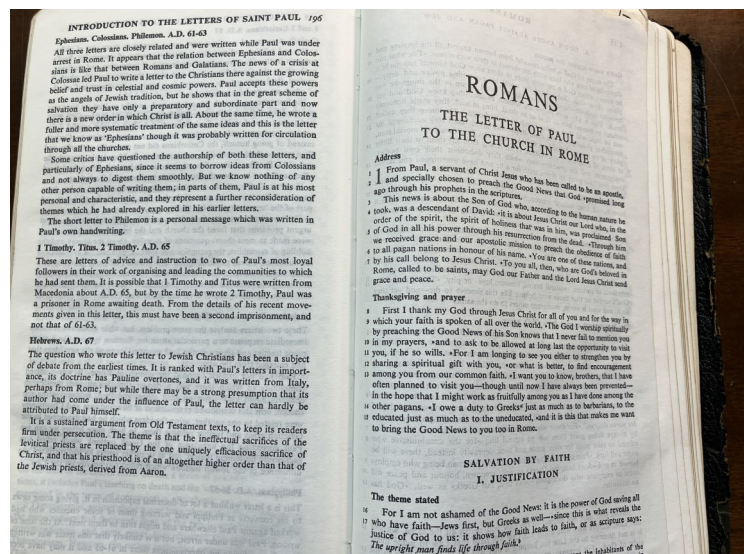 INTRODUCTION TO THE LETTERS OF SAINT PAUL 196
Ephesians. Colossians. Philemon. A.D. 61-63
All three letters are closely related and were written while Paul was under
arrest in Rome. It appears that the relation between Ephesians and Colos-
sians is like that between Romans and Galatians. The news of a crisis at
Colossae led Paul to write a letter to the Christians there against the growing
belief and trust in celestial and cosmic powers. Paul accepts these powers
as the angels of Jewish tradition, but he shows that in the great scheme of
salvation they have only a preparatory and subordinate part and now
there is a new order in which Christ is all. About the same time, he wrote a
fuller and more systematic treatment of the same ideas and this is the letter
that we know as ‘Ephesians’ though it was probably written for circulation
through all the churches.
Some critics have questioned the authorship of both these letters, and
particularly of Ephesians, since it seems to borrow ideas from Colossians
and not always to digest them smoothly. But we know nothing of any
other person capable of writing them; in parts of them, Paul is at his most
personal and characteristic, and they represent a further reconsideration of
themes which he had already explored in his earlier letters.
The short letter to Philemon is a personal message which was written in
Paul's own handwriting.
1 Timothy. Titus. 2 Timothy. A.D. 65
These are letters of advice and instruction to two of Paul's most loyal
followers in their work of organising and leading the communities to which
he had sent them. It is possible that 1 Timothy and Titus were written from
Macedonia about A.D. 65, but by the time he wrote 2 Timothy, Paul was
a prisoner in Rome awaiting death. From the details of his recent move-
ments given in this letter, this must have been a second imprisonment, and
not that of 61-63.
Hebrews. A.D. 67
The question who wrote this letter to Jewish Christians has been a subject
of debate from the earliest times. It is ranked with Paul's letters in import-
ance, its doctrine has Pauline overtones, and it was written from Italy,
perhaps from Rome; but while there may be a strong presumption that its
author had come under the influence of Paul, the letter can hardly be
attributed to Paul himself.
It is a sustained argument from Old Testament texts, to keep its readers
firm under persecution. The theme is that the ineffectual sacrifices of the
levitical priests are replaced by the one uniquely efficacious sacrifice of
Christ, and that his priesthood is of an altogether higher order than that of
the Jewish priests, derived from Aaron.
ROMANS
THE LETTER OF PAUL
TO THE CHURCH IN ROME
Address
1 1 From Paul, a servant of Christ Jesus who has been called to be an apostle,
2 and specially chosen to preach the Good News that God •promised long
ago through his prophets in the scriptures.
3 This news is about the Son of God who, according to the human nature he
4 took, was a descendant of David: •it is about Jesus Christ our Lord who, in the
order of the spirit, the spirit of holiness that was in him, was proclaimed Son
5 of God in all his power through his resurrection from the dead. •Through him
we received grace and our apostolic mission to preach the obedience of faith
6 to all pagan nations in honour of his name. •You are one of these nations, and
7 by his call belong to Jesus Christ. •To you all, then, who are God's beloved in
Rome, called to be saints, may God our Father and the Lord Jesus Christ send
grace and peace.
Thanksgiving and prayer
8 First I thank my God through Jesus Christ for all of you and for the way in
9 which your faith is spoken of all over the world. •The God I worship spiritually
by preaching the Good News of his Son knows that I never fail to mention you
10 in my prayers, •and to ask to be allowed at long last the opportunity to visit
11 you, if he so wills. •For I am longing to see you either to strengthen you by
12 sharing a spiritual gift with you, •or what is better, to find encouragement
13 among you from our common faith. •I want you to know, brothers, that I have
often planned to visit you—though until now I have always been prevented—
in the hope that I might work as fruitfully among you as I have done among the
14 other pagans. •I owe a duty to Greeks just as much as to barbarians, to the
15 educated just as much as to the uneducated, •and it is this that makes me want
to bring the Good News to you too in Rome.
SALVATION BY FAITH
I. JUSTIFICATION
The theme stated
16 For I am not ashamed of the Good News: it is the power of God saving all
17 who have faith—Jews first, but Greeks as well—•since this is what reveals the
justice of God to us: it shows how faith leads to faith, or as scripture says:
The upright man finds life through faith.
inhabitants of the